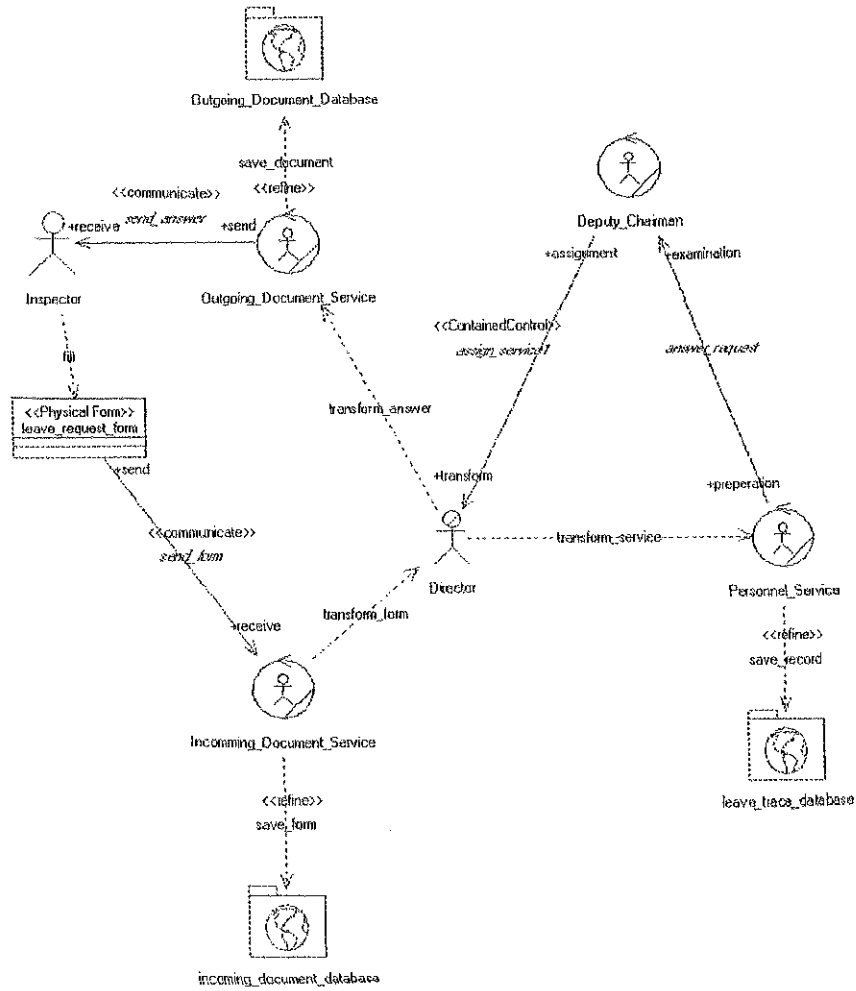 Outgoing_Document_Database
save_document
<<communicate>>
<<refine>>
send_answer
+receive
+send
Deputy_Chairman
+assignment
+examination
Inspector
Outgoing_Document_Service
<<ContainedControl>>
assign_service1
answer_request
fill
<<Physical Form>>
leave_request_form
transform_answer
+send
+transform
+preperation
<<communicate>>
send_form
transform_service
Director
Personnel_Service
+receive
transform_form
<<refine>>
save_record
Incomming_Document_Service
leave_trace_database
<<refine>>
save_form
incoming_document_database